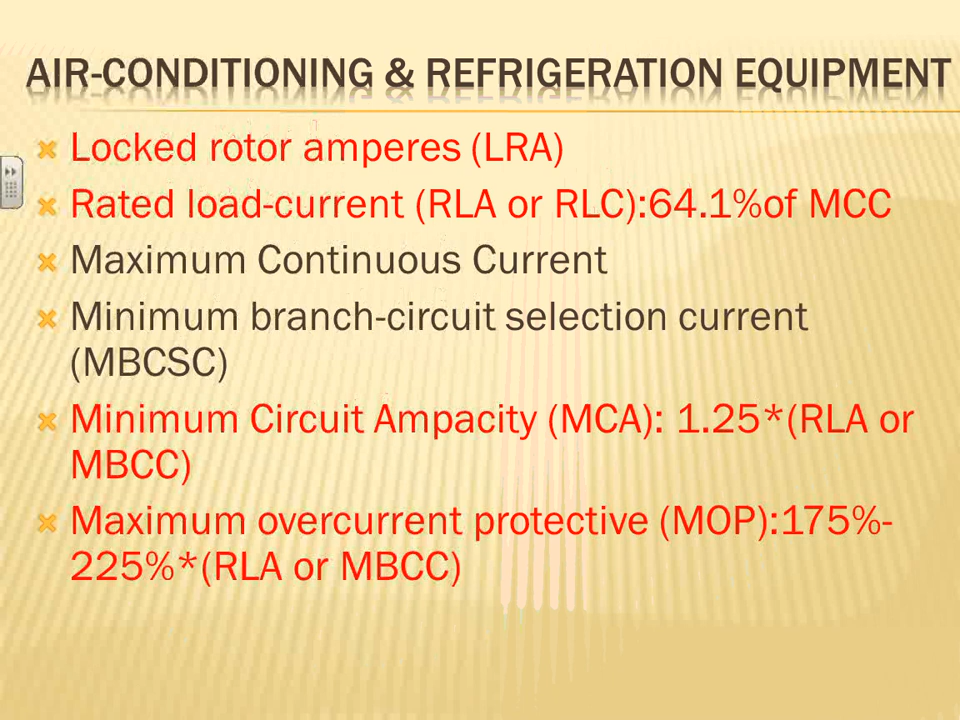 AIR-CONDITIONING & REFRIGERATION EQUIPMENT
Locked rotor amperes (LRA)
Rated load-current (RLA or RLC):64.1%of MCC
Maximum Continuous Current
Minimum branch-circuit selection current
(MBCSC)
Minimum Circuit Ampacity (MCA): 1.25*(RLA or
MBCC)
Maximum overcurrent protective (MOP):175%-
225%*(RLA or MBCC)